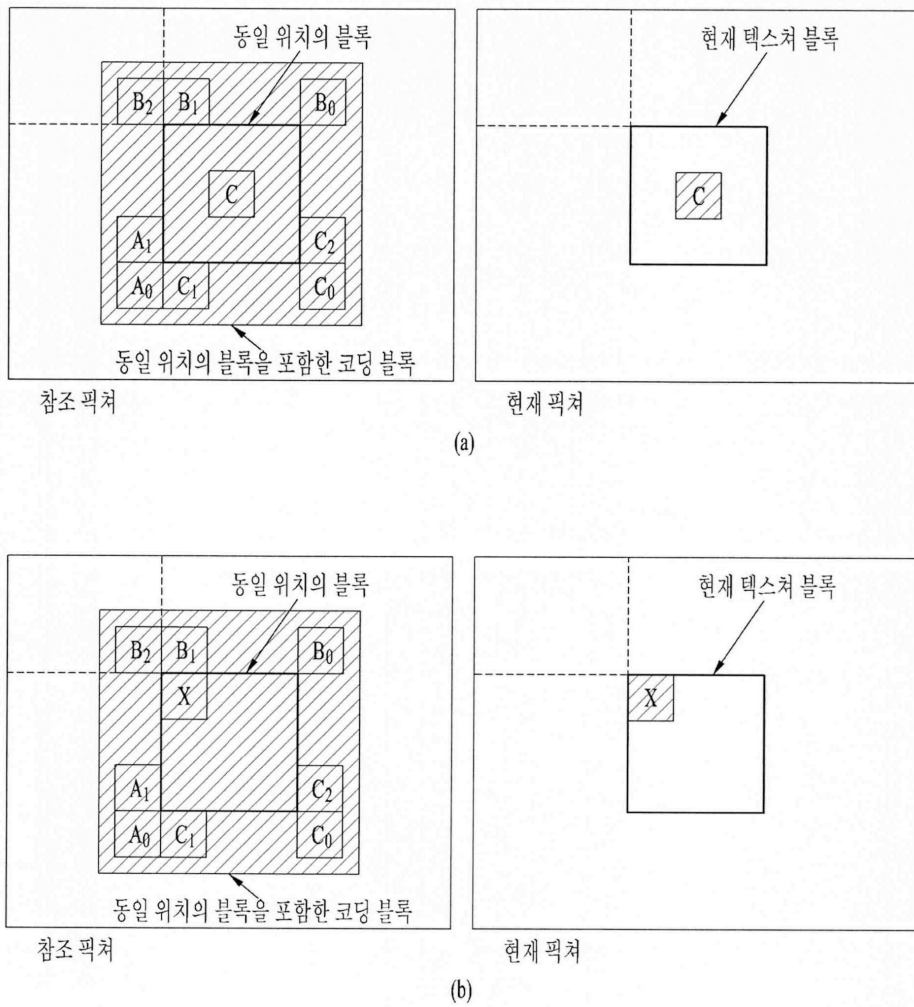 동일 위치의 블록
현재 텍스쳐 블록
B₂ B₁ B₀
C
C
A₁ C₂
A₀ C₁ C₀
동일 위치의 블록을 포함한 코딩 블록
참조 픽쳐
현재 픽쳐
(a)
동일 위치의 블록
현재 텍스쳐 블록
B₂ B₁ B₀
X
X
A₁ C₂
A₀ C₁ C₀
동일 위치의 블록을 포함한 코딩 블록
참조 픽쳐
현재 픽쳐
(b)